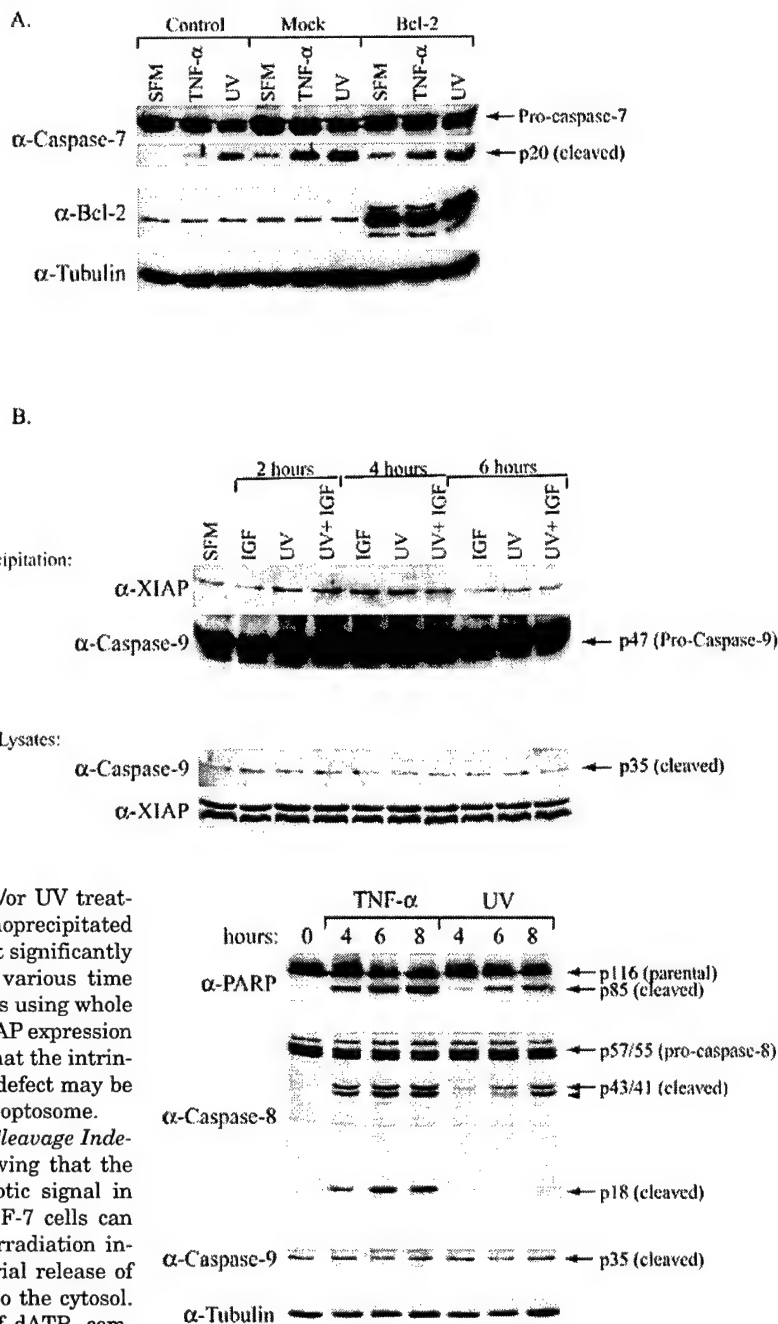 A.
Control Mock Bcl-2
SFM TNF-α UV SFM TNF-α UV SFM TNF-α UV
α-Caspase-7
Pro-caspase-7
p20 (cleaved)
α-Bcl-2
α-Tubulin
B.
2 hours 4 hours 6 hours
SFM IGF UV UV+ IGF IGF UV UV+ IGF IGF UV UV+ IGF
cipitation:
α-XIAP
α-Caspase-9
p47 (Pro-Caspase-9)
Lysates:
α-Caspase-9
p35 (cleaved)
α-XIAP
/or UV treat-
noprecipitated
t significantly
various time
s using whole
AP expression
hat the intrin-
defect may be
optosome.
Cleavage Inde-
ving that the
otic signal in
F-7 cells can
rradiation in-
rial release of
o the cytosol.
of dATP, com-
TNF-α UV
hours: 0 4 6 8 4 6 8
α-PARP
p116 (parental)
p85 (cleaved)
p57/55 (pro-caspase-8)
p43/41 (cleaved)
α-Caspase-8
p18 (cleaved)
α-Caspase-9
p35 (cleaved)
α-Tubulin